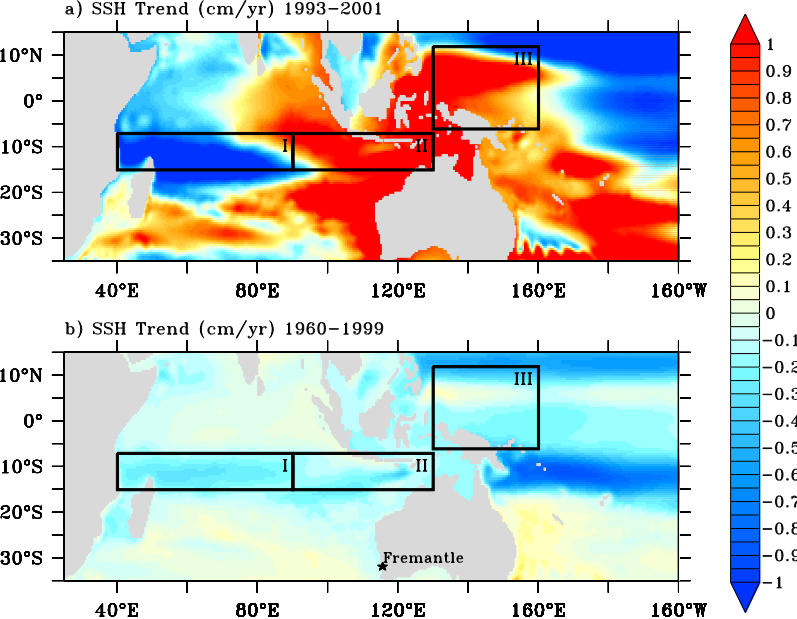 a) SSH Trend (cm/yr) 1993−2001
10°N
0°
10°S
20°S
30°S
I
II
III
40°E 80°E 120°E 160°E 160°W
b) SSH Trend (cm/yr) 1960−1999
10°N
0°
10°S
20°S
30°S
I
II
III
Fremantle
40°E 80°E 120°E 160°E 160°W
1
0.9
0.8
0.7
0.6
0.5
0.4
0.3
0.2
0.1
0
−0.1
−0.2
−0.3
−0.4
−0.5
−0.6
−0.7
−0.8
−0.9
−1